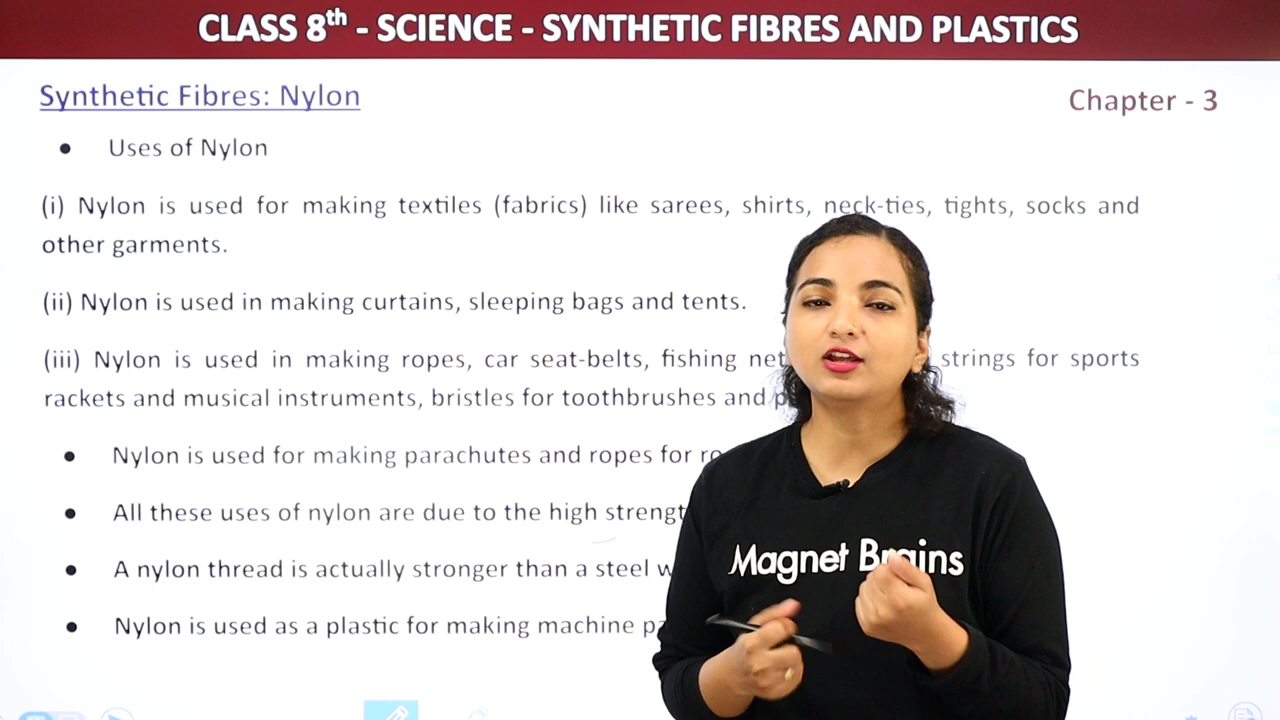 CLASS 8th - SCIENCE - SYNTHETIC FIBRES AND PLASTICS
Synthetic Fibres: Nylon
Chapter - 3
• Uses of Nylon
(i) Nylon is used for making textiles (fabrics) like sarees, shirts, neck-ties, tights, socks and
other garments.
(ii) Nylon is used in making curtains, sleeping bags and tents.
(iii) Nylon is used in making ropes, car seat-belts, fishing strings for sports
rackets and musical instruments, bristles for toothbrushes and
• Nylon is used for making parachutes and ropes for
• All these uses of nylon are due to the high
• A nylon thread is actually stronger than a steel
• Nylon is used as a plastic for making machine
Magnet Brains